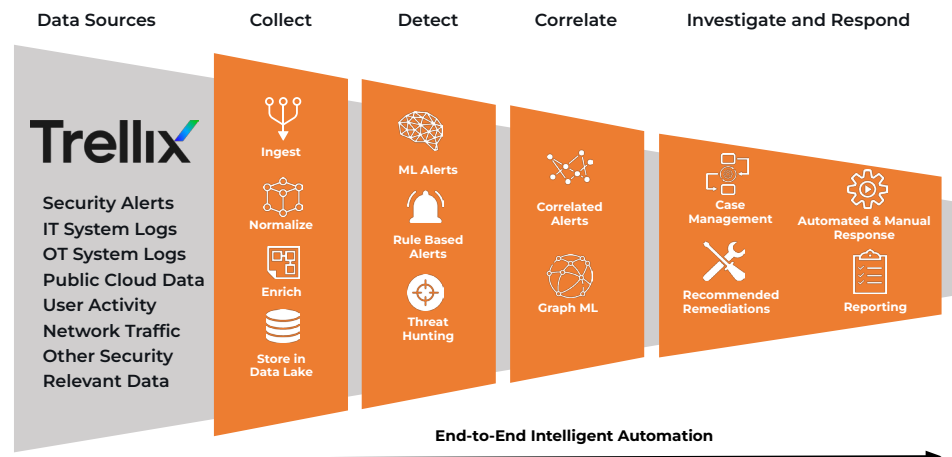 Data Sources
Collect
Detect
Correlate
Investigate and Respond
Trellix
Security Alerts
IT System Logs
OT System Logs
Public Cloud Data
User Activity
Network Traffic
Other Security
Relevant Data
Ingest
Normalize
Enrich
Store in
Data Lake
ML Alerts
Rule Based
Alerts
Threat
Hunting
Correlated
Alerts
Graph ML
Case
Management
Recommended
Remediations
Automated & Manual
Response
Reporting
End-to-End Intelligent Automation